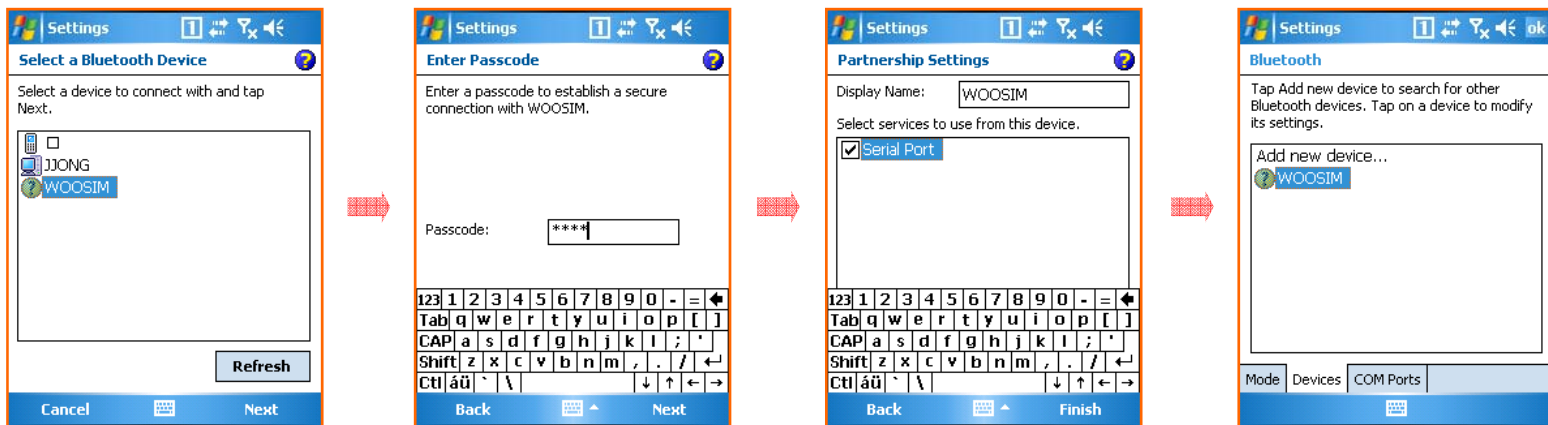 Settings
Select a Bluetooth Device
Select a device to connect with and tap
Next.
JJONG
WOOSIM
Refresh
Cancel
Next
Settings
Enter Passcode
Enter a passcode to establish a secure
connection with WOOSIM.
Passcode: ****
123 1 2 3 4 5 6 7 8 9 0 - =
Tab q w e r t y u i o p [ ]
CAP a s d f g h j k l ; '
Shift z x c v b n m , . /
Ctl áü ` \ ↓ ↑ ← →
Back
Next
Settings
Partnership Settings
Display Name: WOOSIM
Select services to use from this device.
Serial Port
123 1 2 3 4 5 6 7 8 9 0 - =
Tab q w e r t y u i o p [ ]
CAP a s d f g h j k l ; '
Shift z x c v b n m , . /
Ctl áü ` \ ↓ ↑ ← →
Back
Finish
Settings ok
Bluetooth
Tap Add new device to search for other
Bluetooth devices. Tap on a device to modify
its settings.
Add new device...
WOOSIM
Mode Devices COM Ports